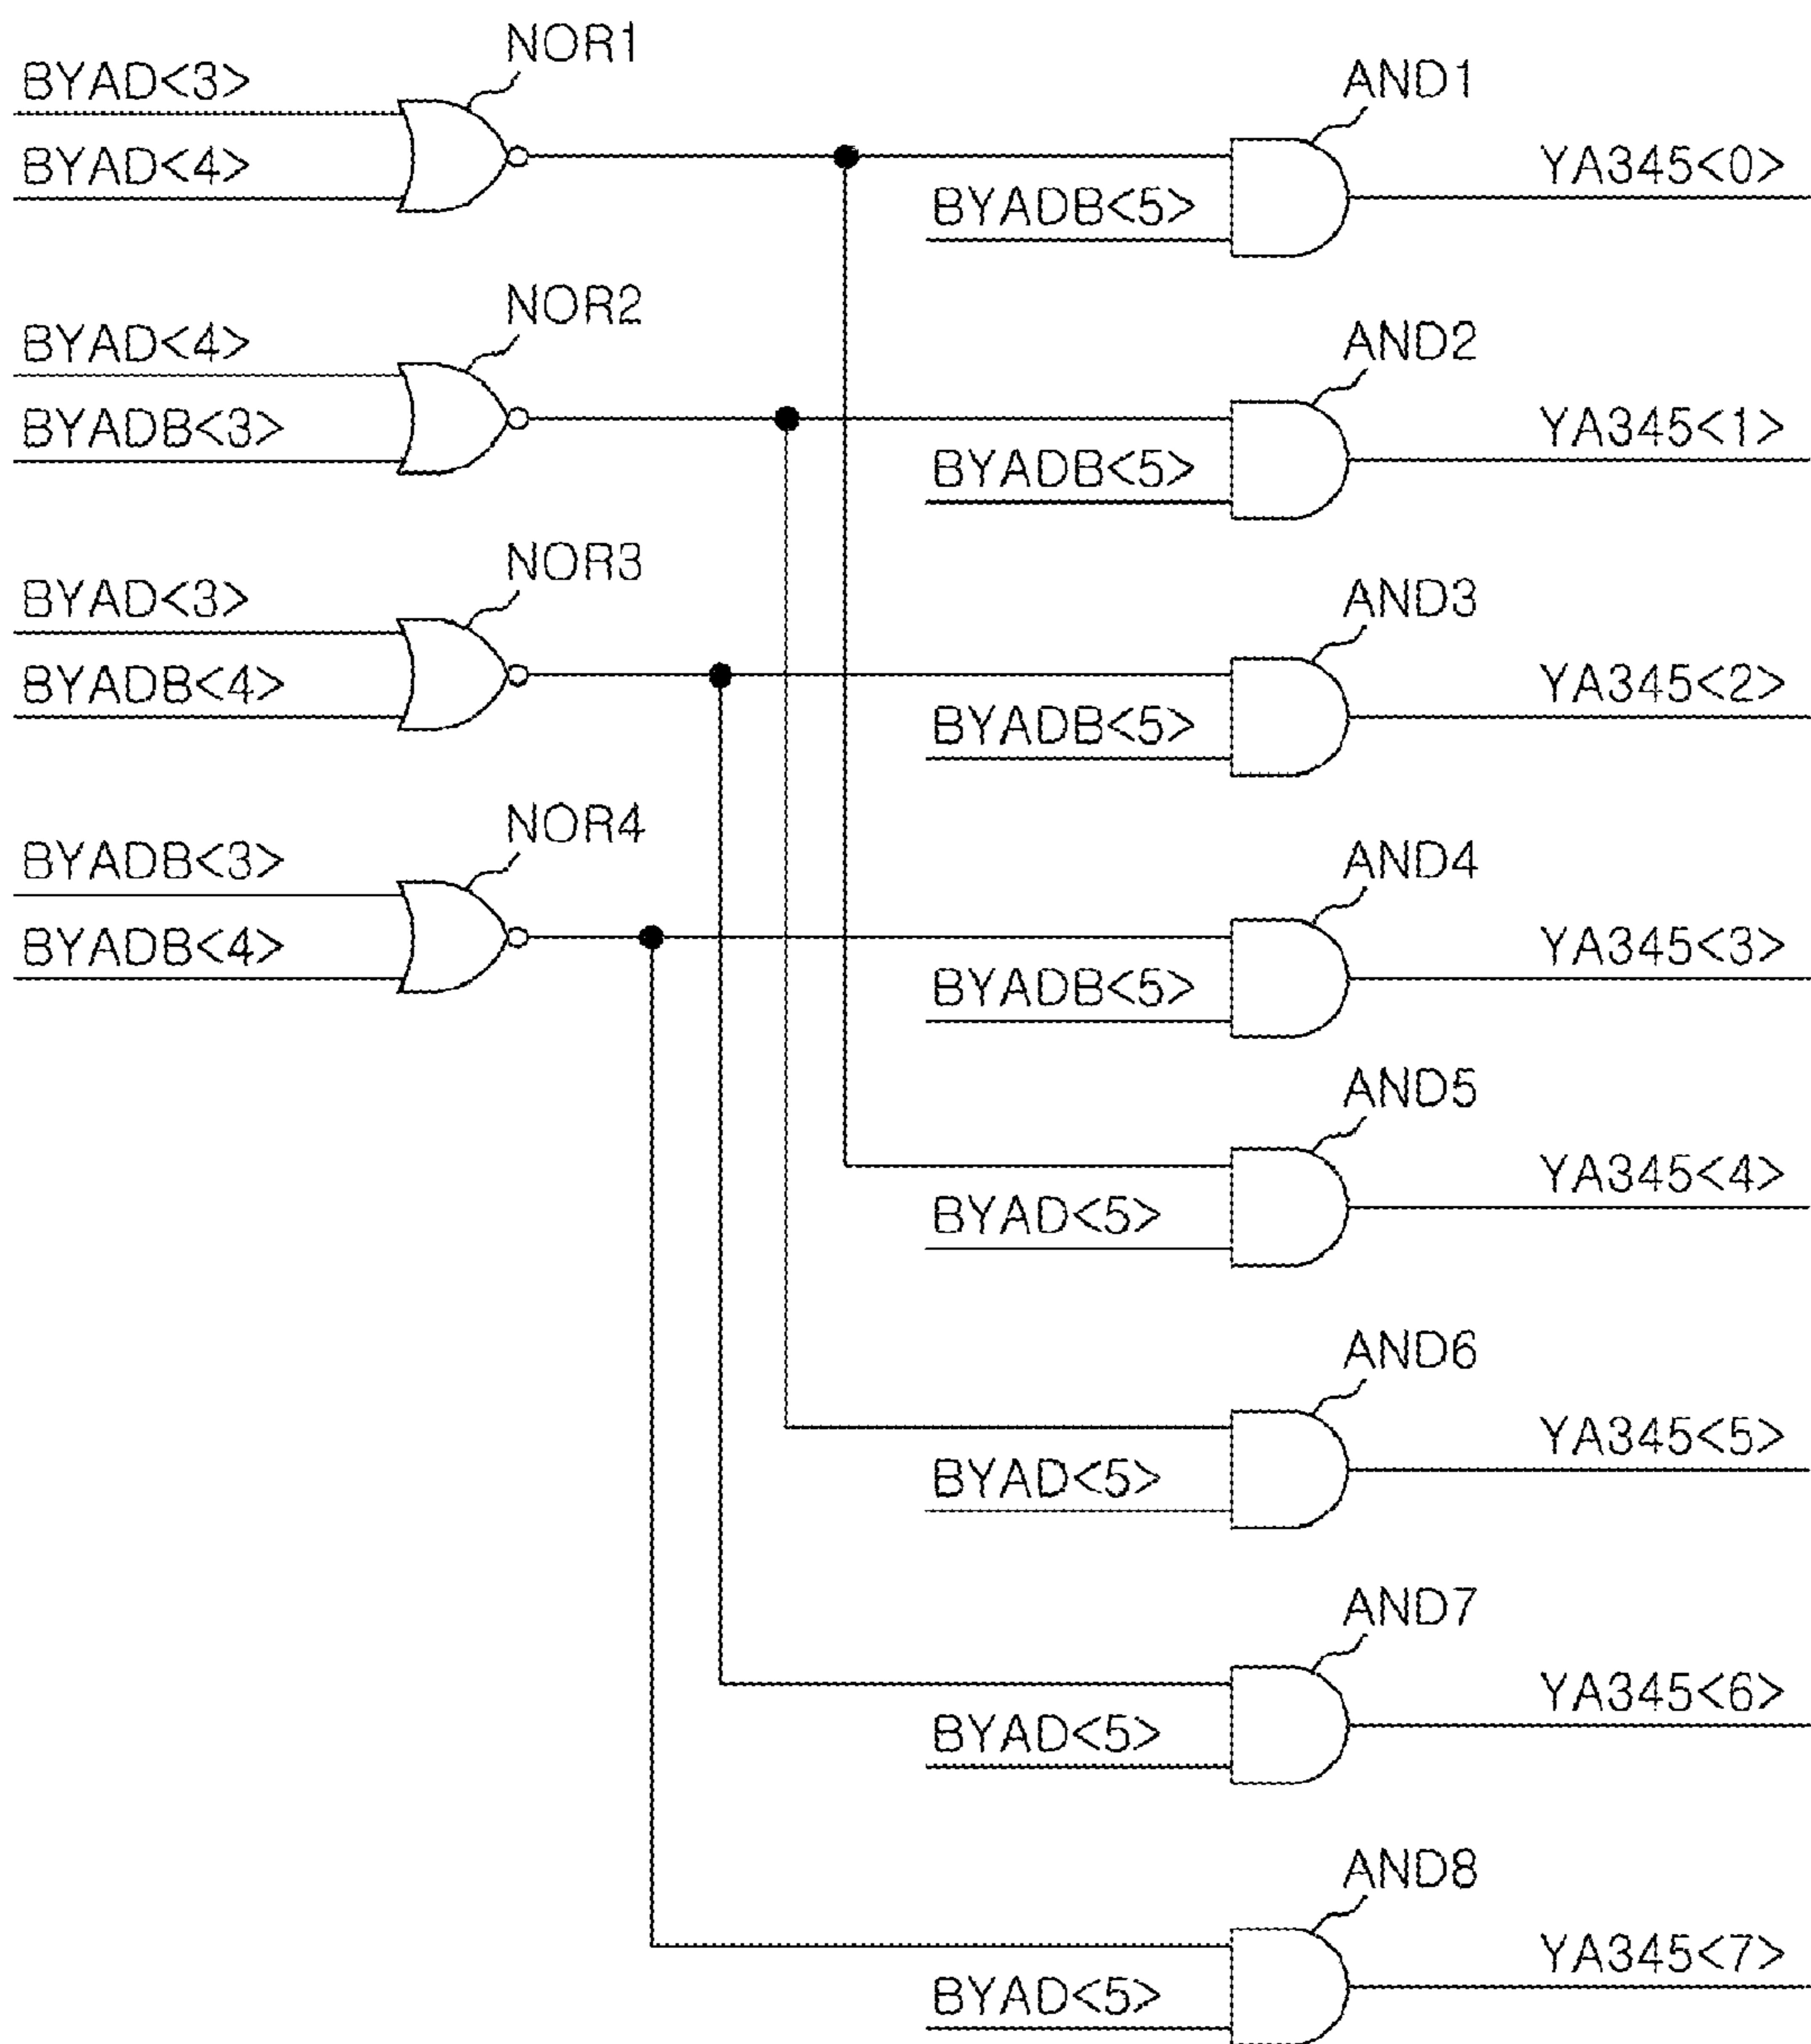 NOR1
BYAD<3>
BYAD<4>
AND1
YA345<0>
BYADB<5>
NOR2
BYAD<4>
BYADB<3>
AND2
YA345<1>
BYADB<5>
NOR3
BYAD<3>
BYADB<4>
AND3
YA345<2>
BYADB<5>
NOR4
BYADB<3>
BYADB<4>
AND4
YA345<3>
BYADB<5>
AND5
YA345<4>
BYAD<5>
AND6
YA345<5>
BYAD<5>
AND7
YA345<6>
BYAD<5>
AND8
YA345<7>
BYAD<5>